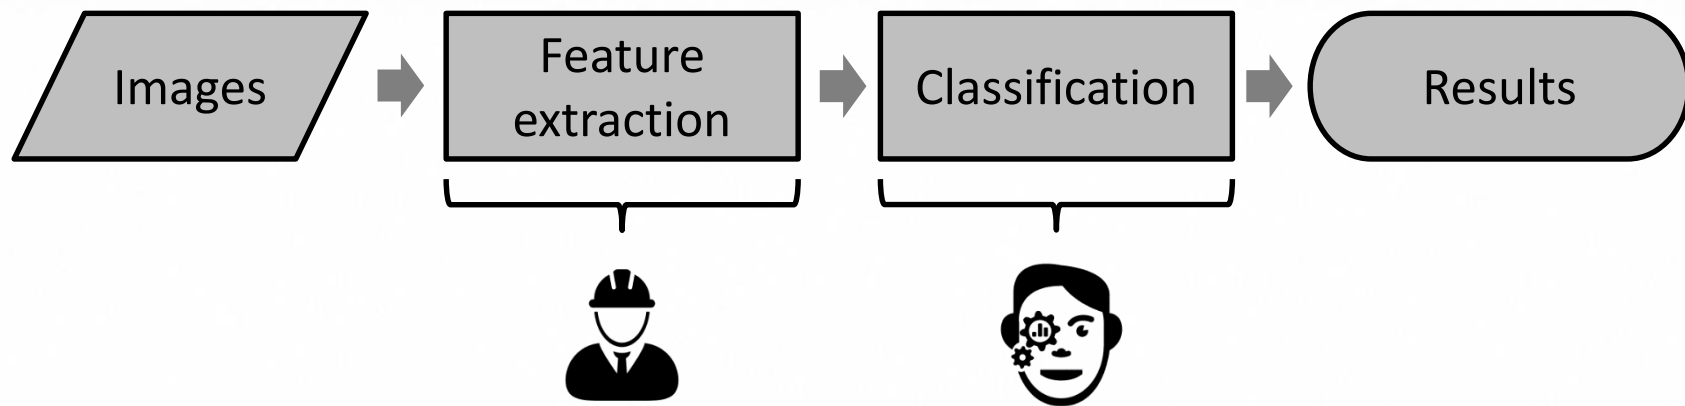 Images
Feature
extraction
Classification
Results